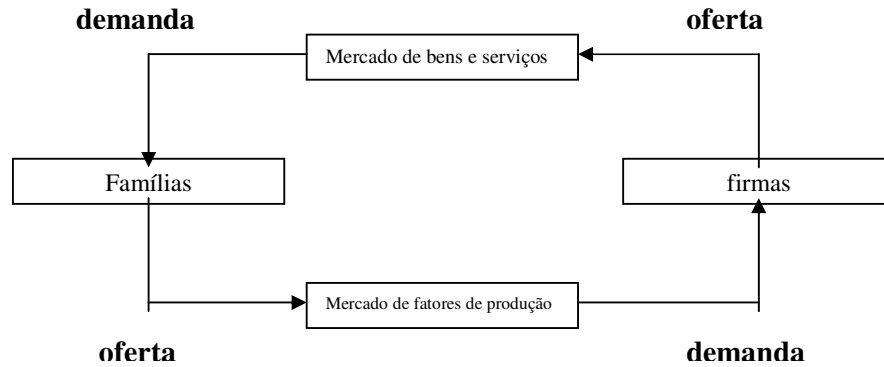 demanda
oferta
Mercado de bens e serviços
Famílias
firmas
Mercado de fatores de produção
oferta
demanda